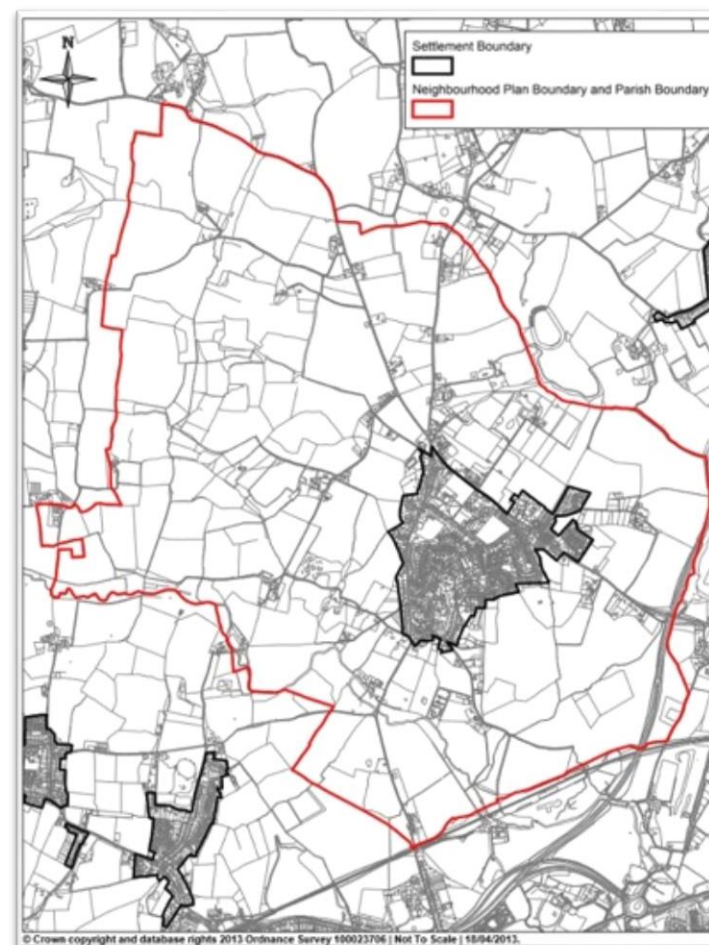 N
Settlement Boundary
Neighbourhood Plan Boundary and Parish Boundary
© Crown copyright and database rights 2013 Ordnance Survey 100023706 | Not To Scale | 18/04/2013.